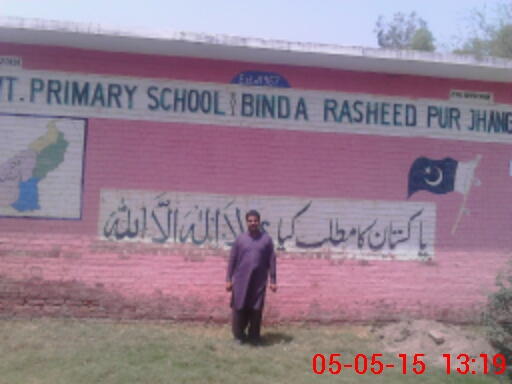 VT. PRIMARY SCHOOL BINDA RASHEED PUR JHANG
پاکستان کا مطلب کیا لا الہ الا اللہ
05-05-15 13:19